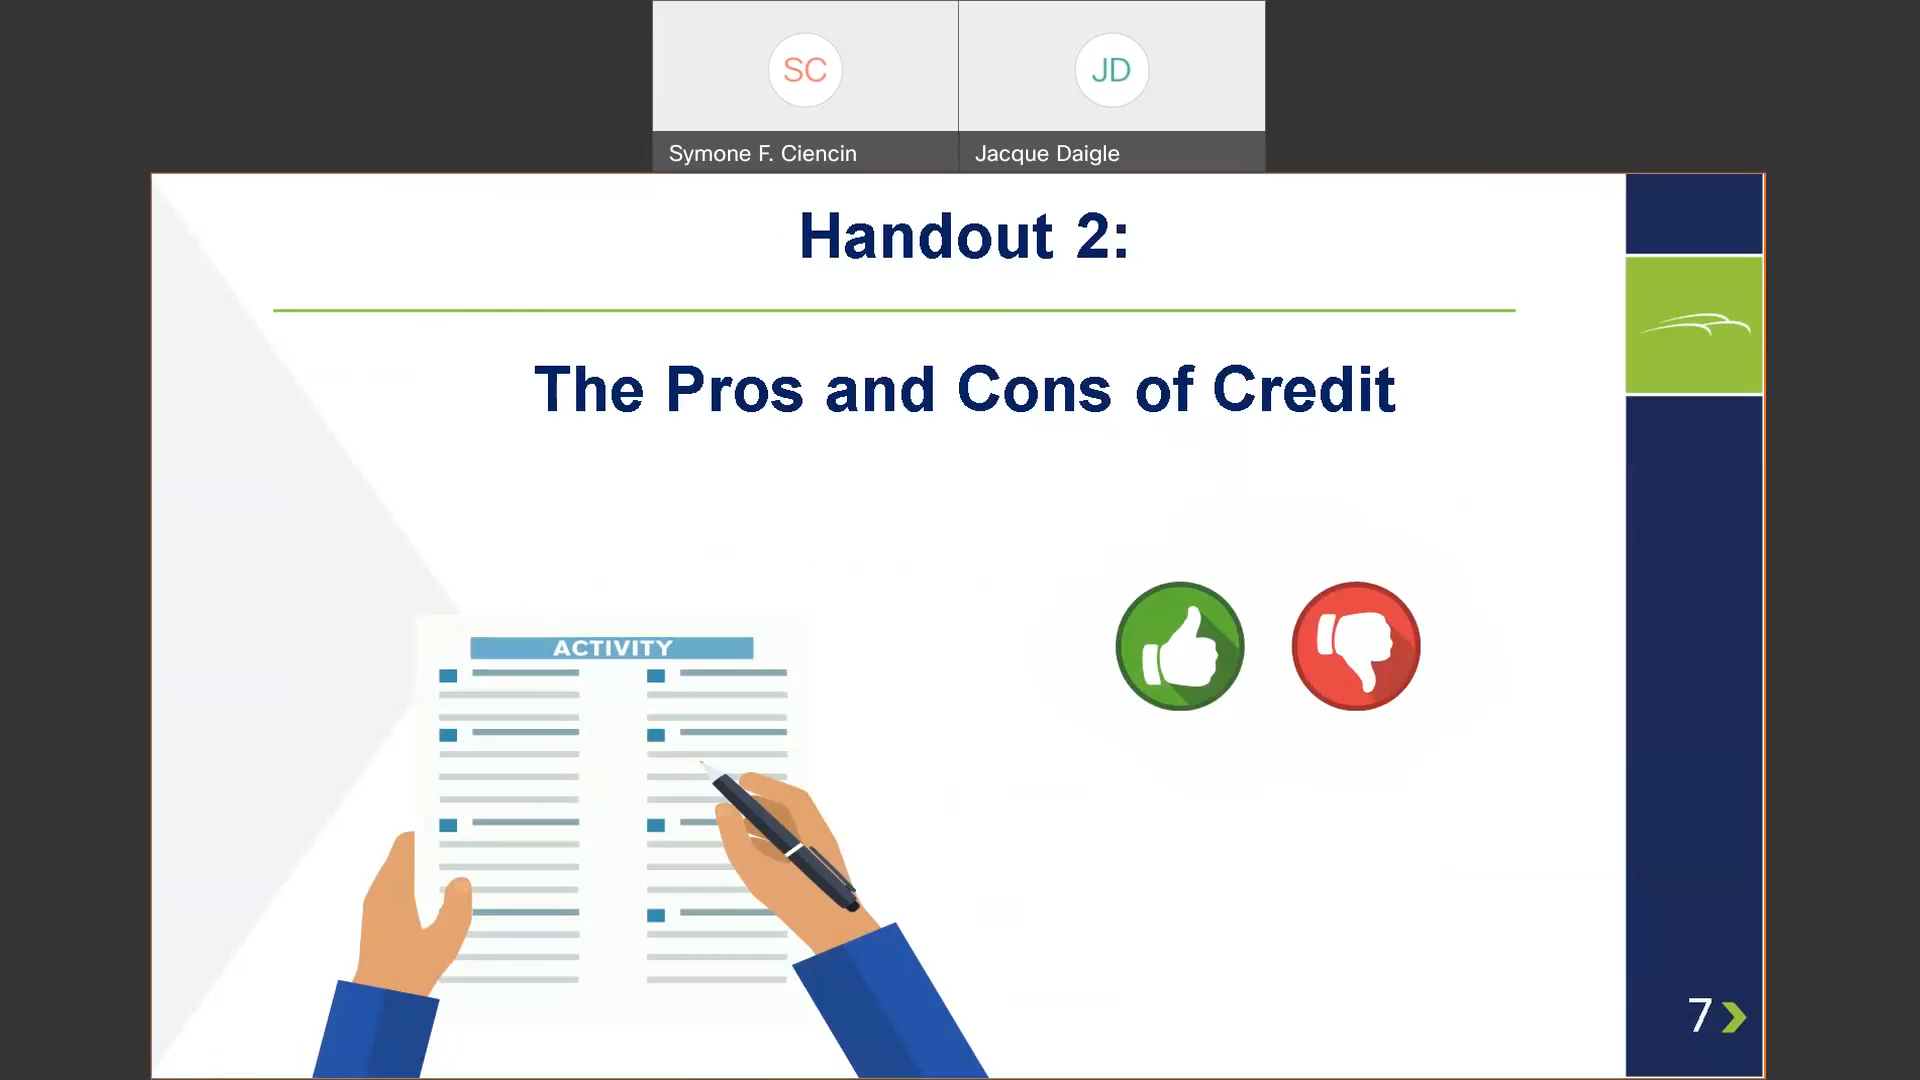 SC
JD
Symone F. Ciencin
Jacque Daigle
Handout 2:
The Pros and Cons of Credit
ACTIVITY
7